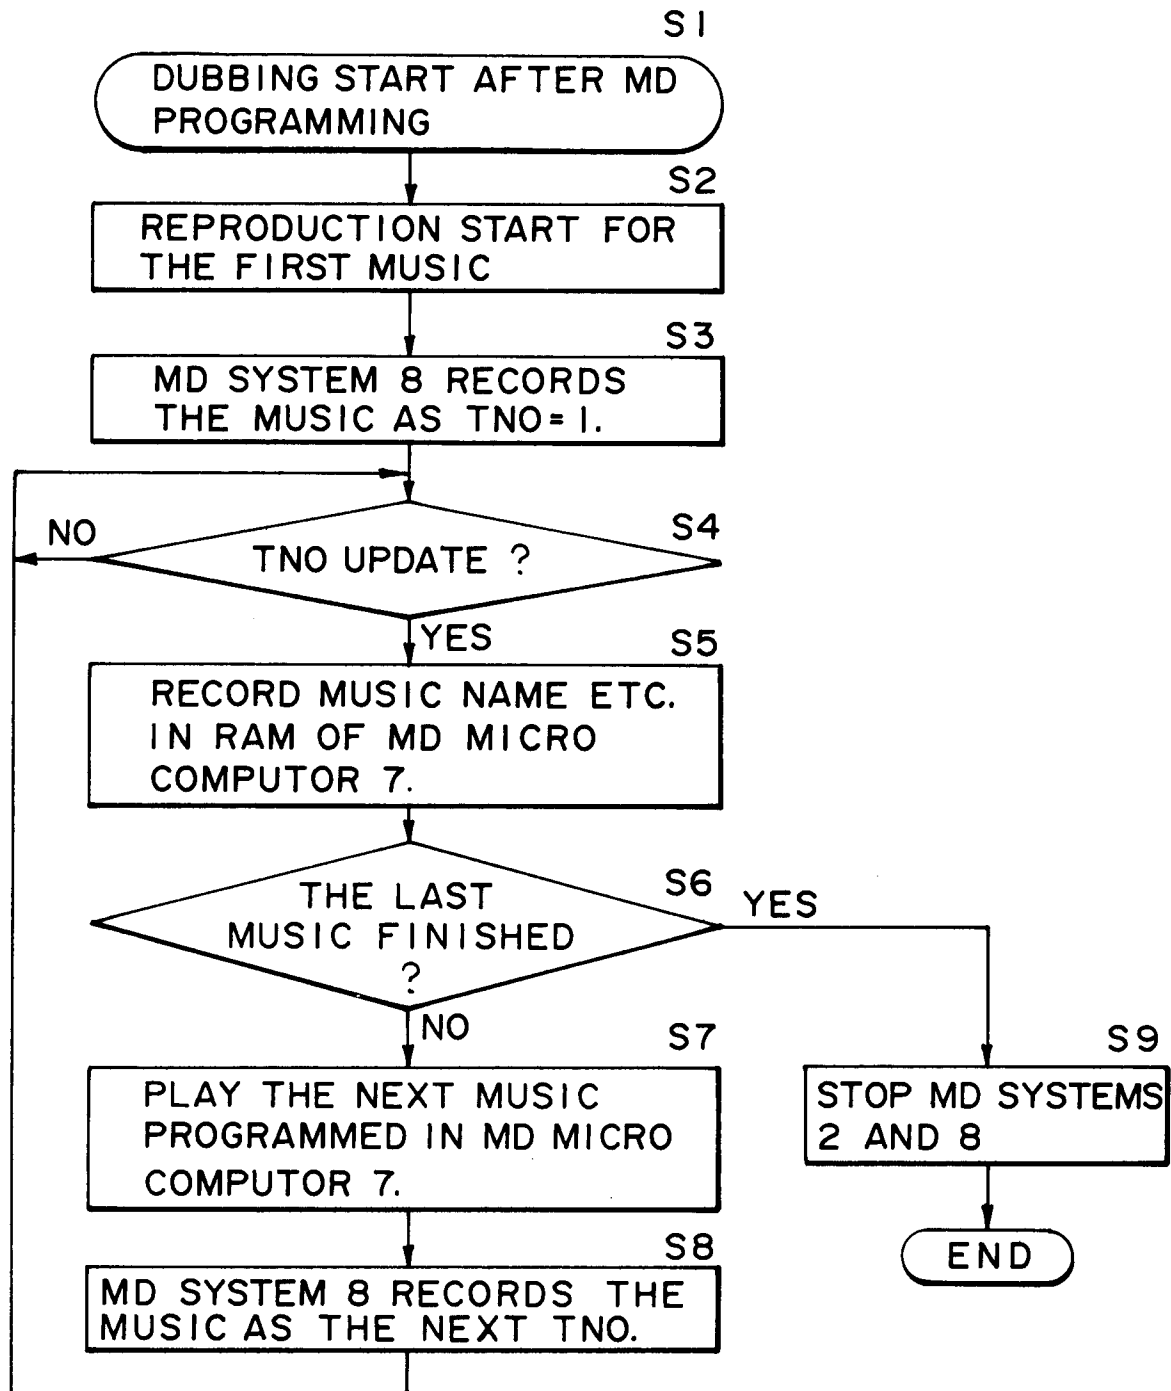 S1
DUBBING START AFTER MD
PROGRAMMING
S2
REPRODUCTION START FOR
THE FIRST MUSIC
S3
MD SYSTEM 8 RECORDS
THE MUSIC AS TNO=1.
S4
NO
TNO UPDATE ?
YES
S5
RECORD MUSIC NAME ETC.
IN RAM OF MD MICRO
COMPUTOR 7.
S6
THE LAST
MUSIC FINISHED
?
YES
NO
S7
PLAY THE NEXT MUSIC
PROGRAMMED IN MD MICRO
COMPUTOR 7.
S9
STOP MD SYSTEMS
2 AND 8
END
S8
MD SYSTEM 8 RECORDS THE
MUSIC AS THE NEXT TNO.